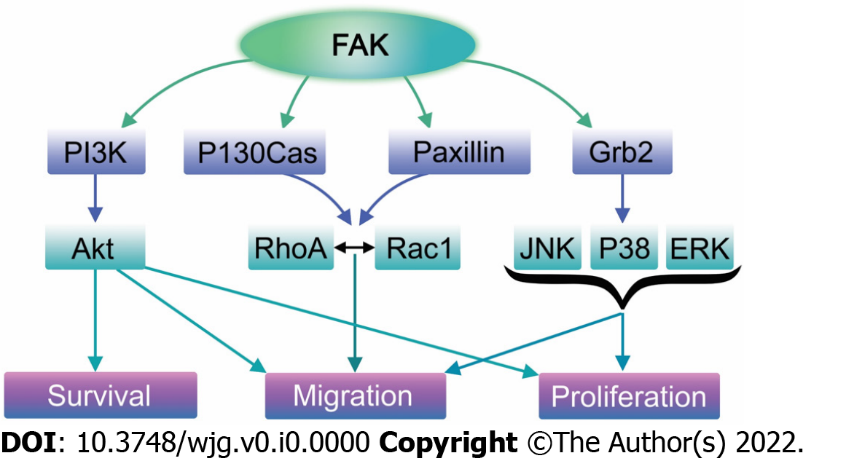 FAK
PI3K P130Cas Paxillin Grb2
Akt RhoA Rac1 JNK P38 ERK
Survival Migration Proliferation
DOI: 10.3748/wjg.v0.i0.0000 Copyright ©The Author(s) 2022.